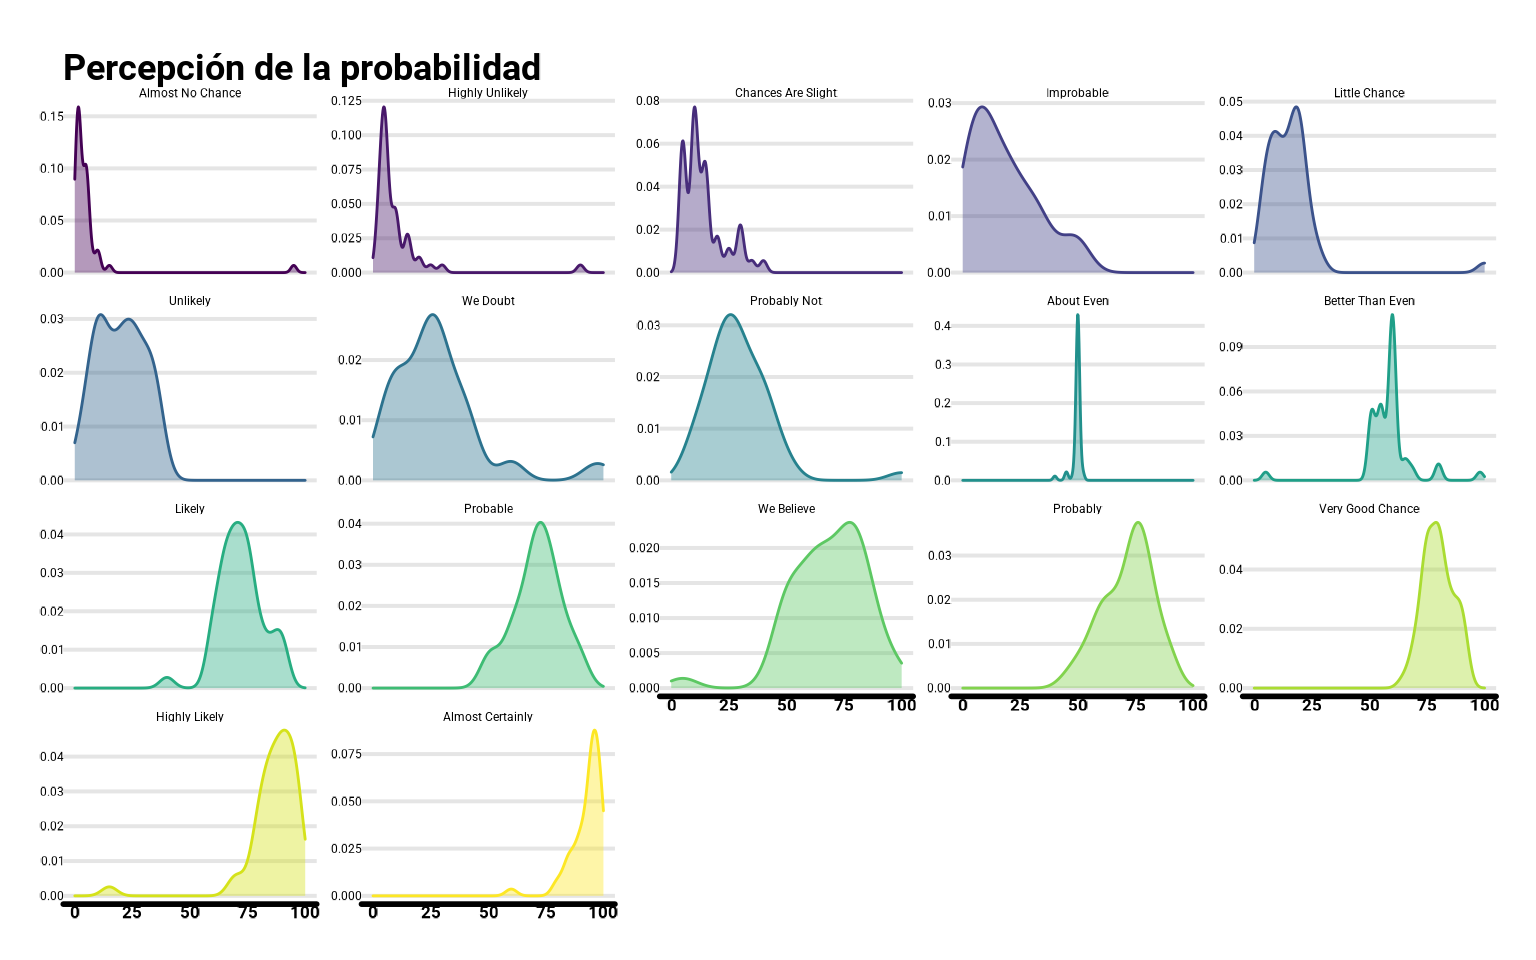 Percepción de la probabilidad
Almost No Chance Highly Unlikely Chances Are Slight Improbable Little Chance
0.15 0.10 0.05 0.00
0.125 0.100 0.075 0.050 0.025 0.000
0.08 0.06 0.04 0.02 0.00
0.03 0.02 0.01 0.00
0.05 0.04 0.03 0.02 0.01 0.00
Unlikely We Doubt Probably Not About Even Better Than Even
0.03 0.02 0.01 0.00
0.02 0.01 0.00
0.03 0.02 0.01 0.00
0.4 0.3 0.2 0.1 0.0
0.09 0.06 0.03 0.00
Likely Probable We Believe Probably Very Good Chance
0.04 0.03 0.02 0.01 0.00
0.04 0.03 0.02 0.01 0.00
0.020 0.015 0.010 0.005 0.000
0.03 0.02 0.01 0.00
0.04 0.02 0.00
0 25 50 75 100 0 25 50 75 100 0 25 50 75 100
Highly Likely Almost Certainly
0.04 0.03 0.02 0.01 0.00
0.075 0.050 0.025 0.000
0 25 50 75 100 0 25 50 75 100